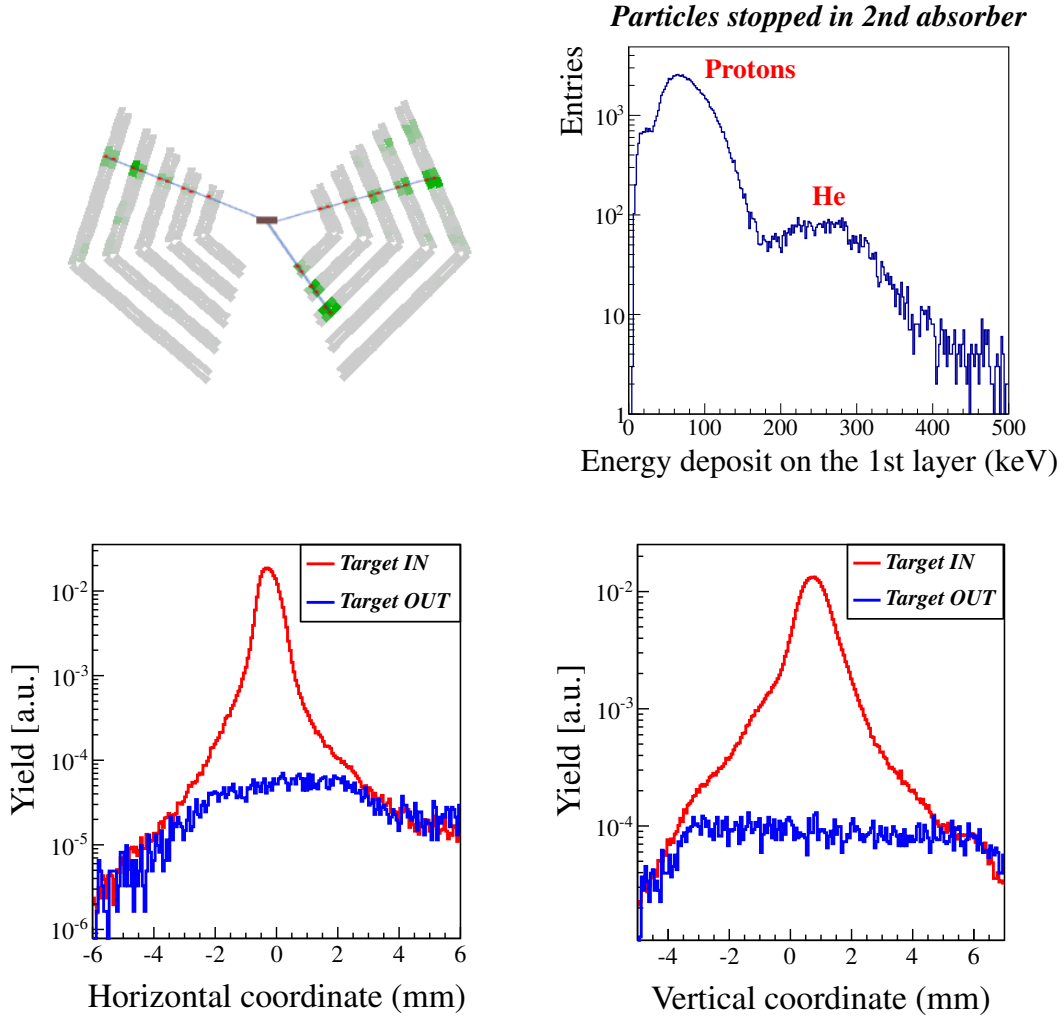 Particles stopped in 2nd absorber
Entries
Protons
He
10³
10²
10
1
0 100 200 300 400 500
Energy deposit on the 1st layer (keV)
Target IN
Target OUT
Yield [a.u.]
10⁻²
10⁻³
10⁻⁴
10⁻⁵
10⁻⁶
-6 -4 -2 0 2 4 6
Horizontal coordinate (mm)
Target IN
Target OUT
Yield [a.u.]
10⁻²
10⁻³
10⁻⁴
-4 -2 0 2 4 6
Vertical coordinate (mm)